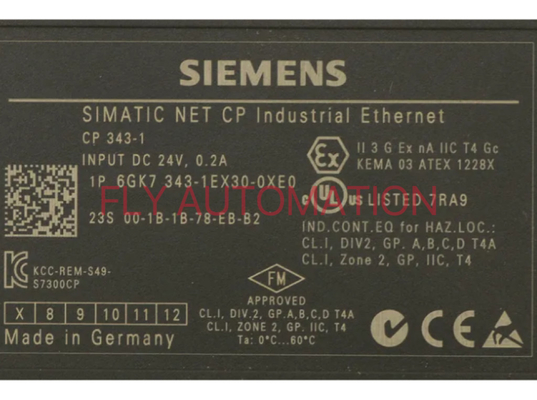 SIEMENS
SIMATIC NET CP Industrial Ethernet
CP 343-1
INPUT DC 24V, 0.2A
1P 6GK7 343-1EX30-0XE0
23S 00-1B-1B-78-EB-B2
Ex II 3 G Ex nA IIC T4 Gc
KEMA 03 ATEX 1228X
c UL us LISTED 7RA9
IND.CONT.EQ for HAZ.LOC.:
CL.I, DIV2, GP. A,B,C,D T4A
CL.I, Zone 2, GP, IIC, T4
FLY AUTOMATION
KCC-REM-S49-
S7300CP
FM
APPROVED
CL.I, DIV.2, GP.A,B,C,D T4A
CL.I, ZONE 2, GP. IIC, T4
Ta: 0°C...60°C
X 8 9 10 11 12
Made in Germany
CE